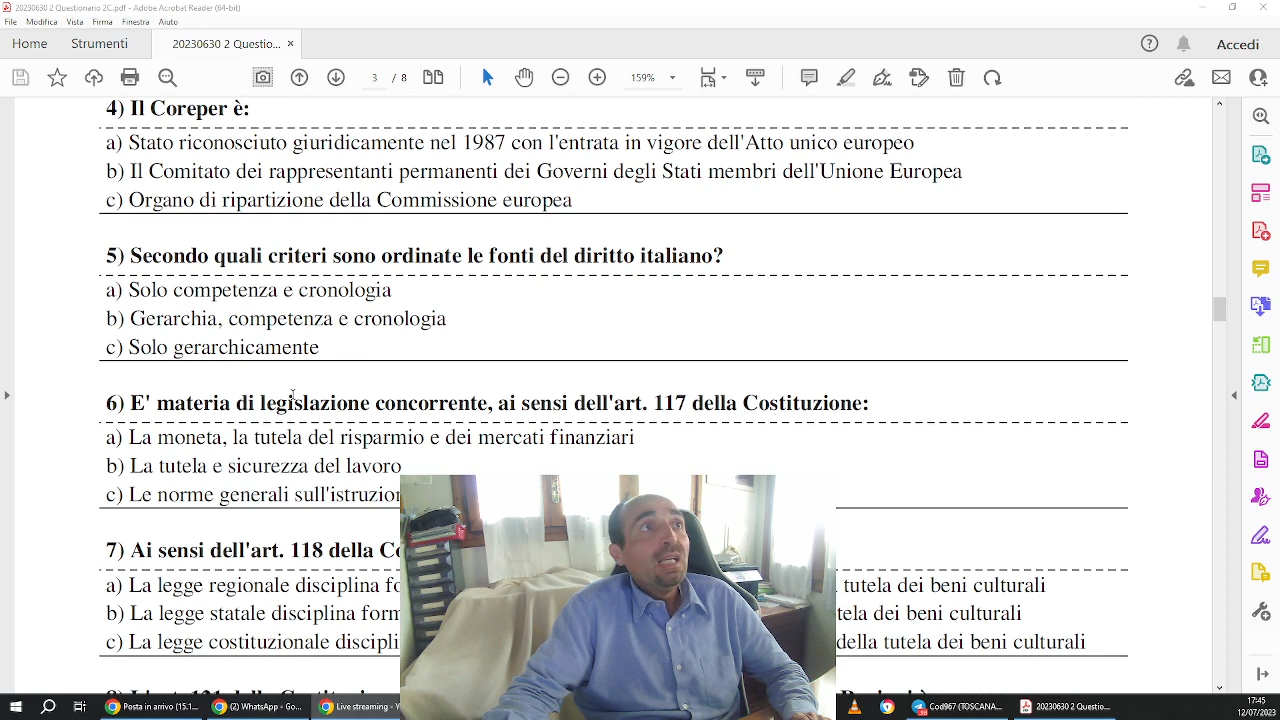 20230630 2 Questionario 2C.pdf - Adobe Acrobat Reader (64-bit)
File Modifica Vista Firma Finestra Aiuto
Home Strumenti 20230630 2 Questio... × Accedi
3 / 8 159%
4) Il Coreper è:
a) Stato riconosciuto giuridicamente nel 1987 con l'entrata in vigore dell'Atto unico europeo
b) Il Comitato dei rappresentanti permanenti dei Governi degli Stati membri dell'Unione Europea
c) Organo di ripartizione della Commissione europea
5) Secondo quali criteri sono ordinate le fonti del diritto italiano?
a) Solo competenza e cronologia
b) Gerarchia, competenza e cronologia
c) Solo gerarchicamente
6) E' materia di legislazione concorrente, ai sensi dell'art. 117 della Costituzione:
a) La moneta, la tutela del risparmio e dei mercati finanziari
b) La tutela e sicurezza del lavoro
c) Le norme generali sull'istruzion
7) Ai sensi dell'art. 118 della Co
a) La legge regionale disciplina fo tutela dei beni culturali
b) La legge statale disciplina form tela dei beni culturali
c) La legge costituzionale discipli della tutela dei beni culturali
Posta in arrivo (15.1... (2) WhatsApp - Go... Live streaming - Y Cod967 (TOSCANA... 20230630 2 Questio...
17:45
12/07/2023